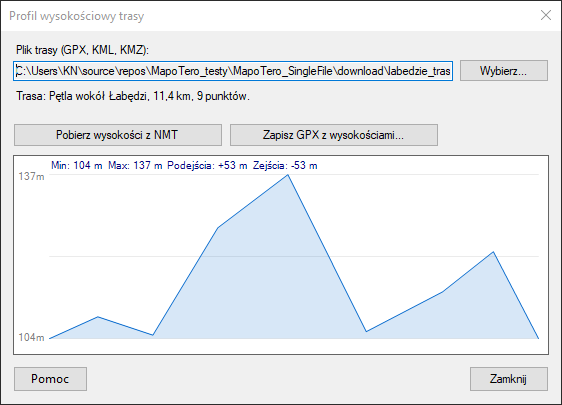 Profil wysokościowy trasy
Plik trasy (GPX, KML, KMZ):
C:\Users\KN\source\repos\MapoTero_testy\MapoTero_SingleFile\download\labedzie_tras
Wybierz...
Trasa: Pętla wokół Łabędzi, 11,4 km, 9 punktów.
Pobierz wysokości z NMT
Zapisz GPX z wysokościami...
Min: 104 m Max: 137 m Podejścia: +53 m Zejścia: -53 m
137m
104m
Pomoc
Zamknij